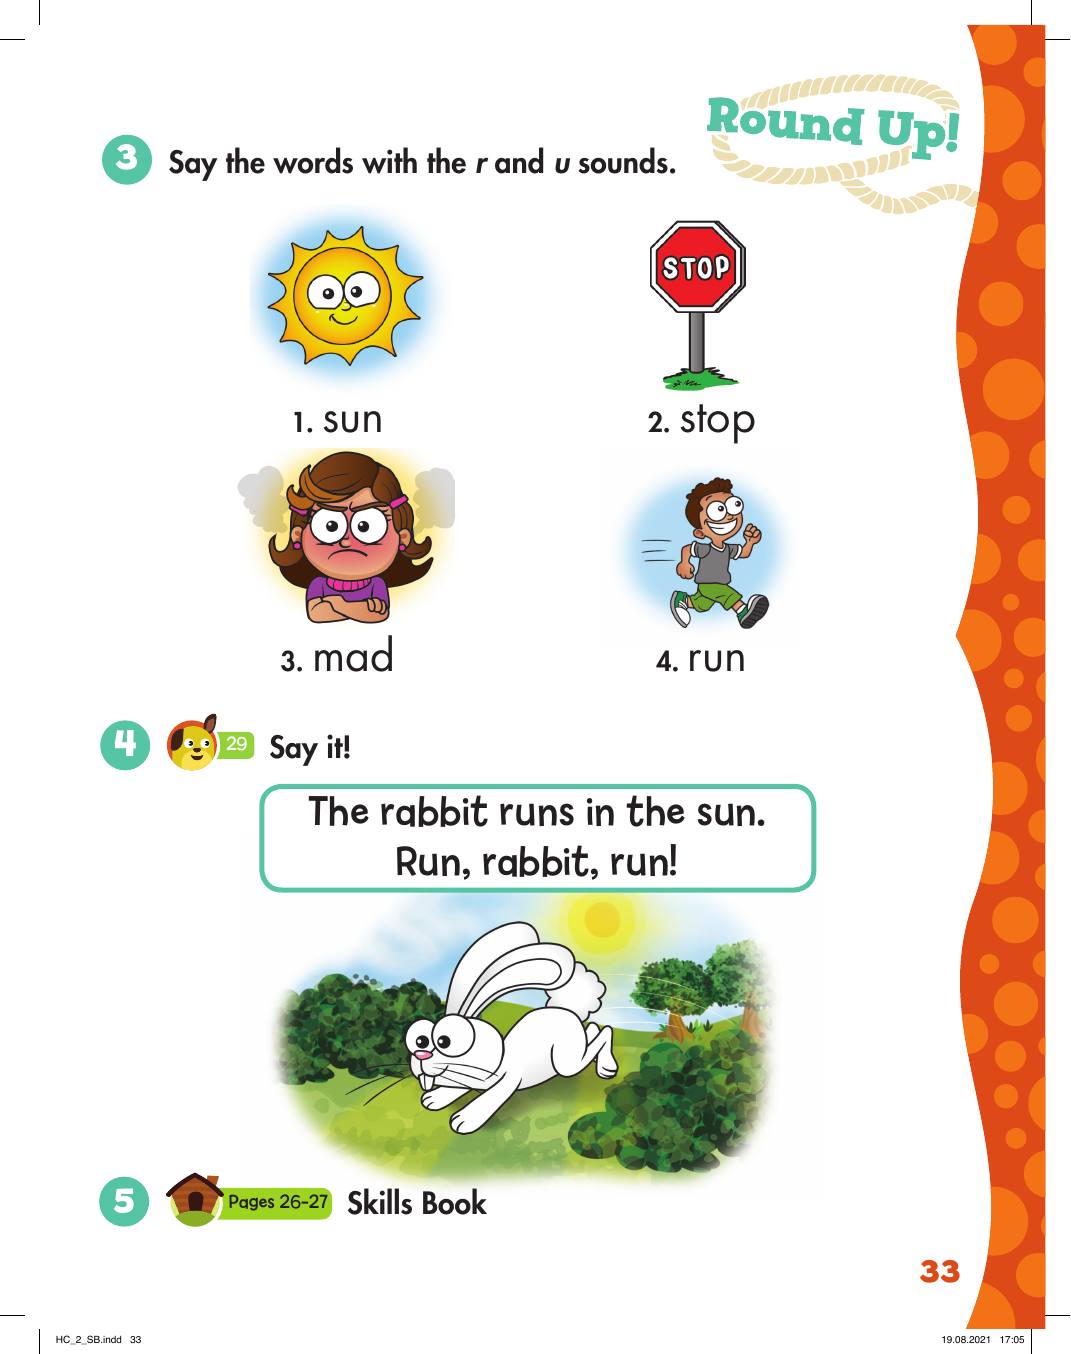 Round Up!
3 Say the words with the r and u sounds.
STOP
1. sun
2. stop
3. mad
4. run
4 29 Say it!
The rabbit runs in the sun.
Run, rabbit, run!
5 Pages 26-27 Skills Book
33
HC_2_SB.indd 33
19.08.2021 17:05